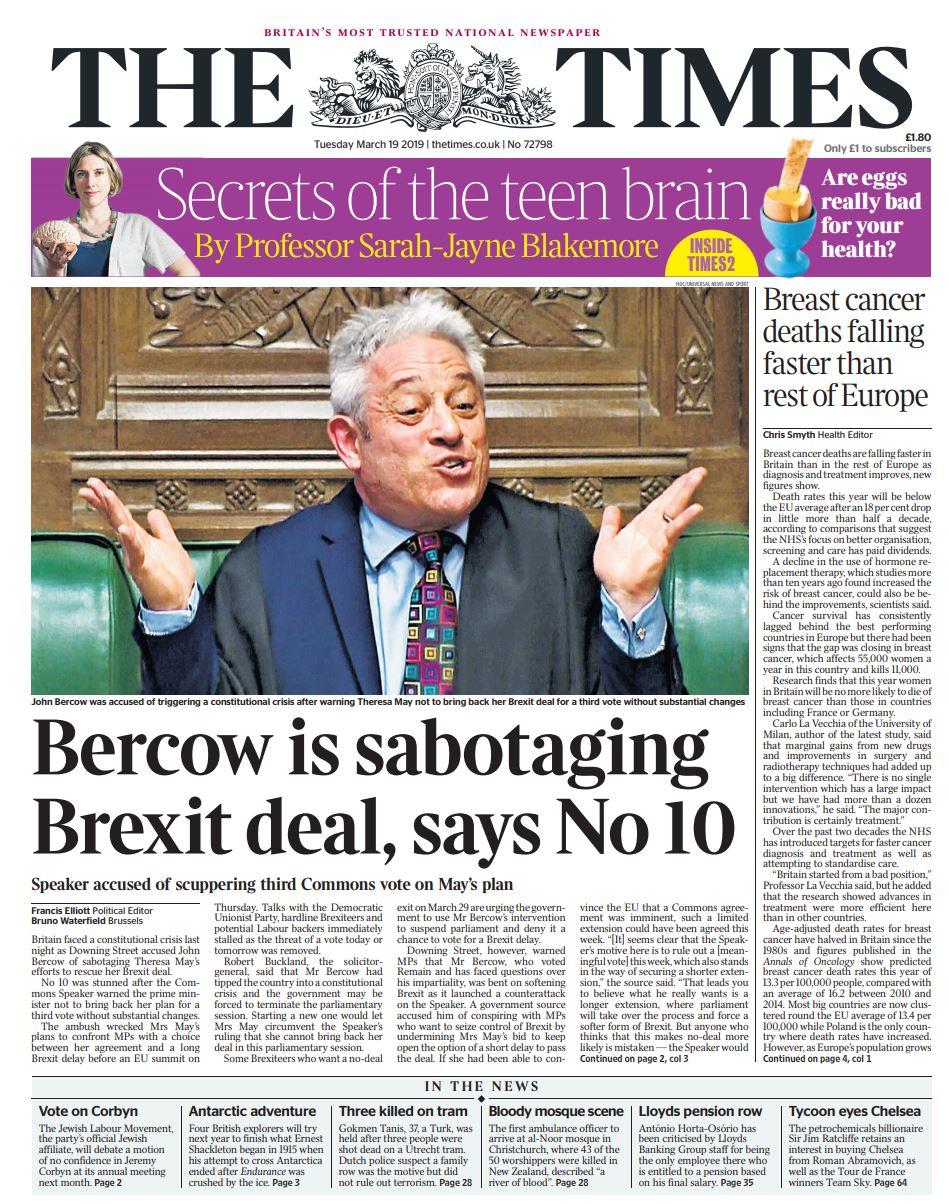 BRITAIN'S MOST TRUSTED NATIONAL NEWSPAPER
THE TIMES
DIEU ET MON DROIT
Tuesday March 19 2019 | thetimes.co.uk | No 72798
£1.80
Only £1 to subscribers
Secrets of the teen brain
By Professor Sarah-Jayne Blakemore
INSIDE
TIMES2
Are eggs
really bad
for your
health?
HOC/UNIVERSAL NEWS AND SPORT
John Bercow was accused of triggering a constitutional crisis after warning Theresa May not to bring back her Brexit deal for a third vote without substantial changes
Bercow is sabotaging
Brexit deal, says No 10
Speaker accused of scuppering third Commons vote on May's plan
Francis Elliott Political Editor
Bruno Waterfield Brussels
Britain faced a constitutional crisis last
night as Downing Street accused John
Bercow of sabotaging Theresa May's
efforts to rescue her Brexit deal.
No 10 was stunned after the Com-
mons Speaker warned the prime min-
ister not to bring back her plan for a
third vote without substantial changes.
The ambush wrecked Mrs May's
plans to confront MPs with a choice
between her agreement and a long
Brexit delay before an EU summit on
Thursday. Talks with the Democratic
Unionist Party, hardline Brexiteers and
potential Labour backers immediately
stalled as the threat of a vote today or
tomorrow was removed.
Robert Buckland, the solicitor-
general, said that Mr Bercow had
tipped the country into a constitutional
crisis and the government may be
forced to terminate the parliamentary
session. Starting a new one would let
Mrs May circumvent the Speaker's
ruling that she cannot bring back her
deal in this parliamentary session.
Some Brexiteers who want a no-deal
exit on March 29 are urging the govern-
ment to use Mr Bercow's intervention
to suspend parliament and deny it a
chance to vote for a Brexit delay.
Downing Street, however, warned
MPs that Mr Bercow, who voted
Remain and has faced questions over
his impartiality, was bent on softening
Brexit as it launched a counterattack
on the Speaker. A government source
accused him of conspiring with MPs
who want to seize control of Brexit by
undermining Mrs May's bid to keep
open the option of a short delay to pass
the deal. If she had been able to con-
vince the EU that a Commons agree-
ment was imminent, such a limited
extension could have been agreed this
week. "[It] seems clear that the Speak-
er's motive here is to rule out a [mean-
ingful vote] this week, which also stands
in the way of securing a shorter exten-
sion," the source said. "That leads you
to believe what he really wants is a
longer extension, where parliament
will take over the process and force a
softer form of Brexit. But anyone who
thinks that this makes no-deal more
likely is mistaken — the Speaker would
Continued on page 2, col 3
Breast cancer
deaths falling
faster than
rest of Europe
Chris Smyth Health Editor
Breast cancer deaths are falling faster in
Britain than in the rest of Europe as
diagnosis and treatment improves, new
figures show.
Death rates this year will be below
the EU average after an 18 per cent drop
in little more than half a decade,
according to comparisons that suggest
the NHS's focus on better organisation,
screening and care has paid dividends.
A decline in the use of hormone re-
placement therapy, which studies more
than ten years ago found increased the
risk of breast cancer, could also be be-
hind the improvements, scientists said.
Cancer survival has consistently
lagged behind the best performing
countries in Europe but there had been
signs that the gap was closing in breast
cancer, which affects 55,000 women a
year in this country and kills 11,000.
Research finds that this year women
in Britain will be no more likely to die of
breast cancer than those in countries
including France or Germany.
Carlo La Vecchia of the University of
Milan, author of the latest study, said
that marginal gains from new drugs
and improvements in surgery and
radiotherapy techniques had added up
to a big difference. "There is no single
intervention which has a large impact
but we have had more than a dozen
innovations," he said. "The major con-
tribution is certainly treatment."
Over the past two decades the NHS
has introduced targets for faster cancer
diagnosis and treatment as well as
attempting to standardise care.
"Britain started from a bad position,"
Professor La Vecchia said, but he added
that the research showed advances in
treatment were more efficient here
than in other countries.
Age-adjusted death rates for breast
cancer have halved in Britain since the
1980s and figures published in the
Annals of Oncology show predicted
breast cancer death rates this year of
13.3 per 100,000 people, compared with
an average of 16.2 between 2010 and
2014. Most big countries are now clus-
tered round the EU average of 13.4 per
100,000 while Poland is the only coun-
try where death rates have increased.
However, as Europe's population grows
Continued on page 4, col 1
IN THE NEWS
Vote on Corbyn
The Jewish Labour Movement,
the party's official Jewish
affiliate, will debate a motion
of no confidence in Jeremy
Corbyn at its annual meeting
next month. Page 2
Antarctic adventure
Four British explorers will try
next year to finish what Ernest
Shackleton began in 1915 when
his attempt to cross Antarctica
ended after Endurance was
crushed by the ice. Page 3
Three killed on tram
Gokmen Tanis, 37, a Turk, was
held after three people were
shot dead on a Utrecht tram.
Dutch police suspect a family
row was the motive but did
not rule out terrorism. Page 28
Bloody mosque scene
The first ambulance officer to
arrive at al-Noor mosque in
Christchurch, where 43 of the
50 worshippers were killed in
New Zealand, described "a
river of blood". Page 28
Lloyds pension row
António Horta-Osório has
been criticised by Lloyds
Banking Group staff for being
the only employee there who
is entitled to a pension based
on his final salary. Page 35
Tycoon eyes Chelsea
The petrochemicals billionaire
Sir Jim Ratcliffe retains an
interest in buying Chelsea
from Roman Abramovich, as
well as the Tour de France
winners Team Sky. Page 64